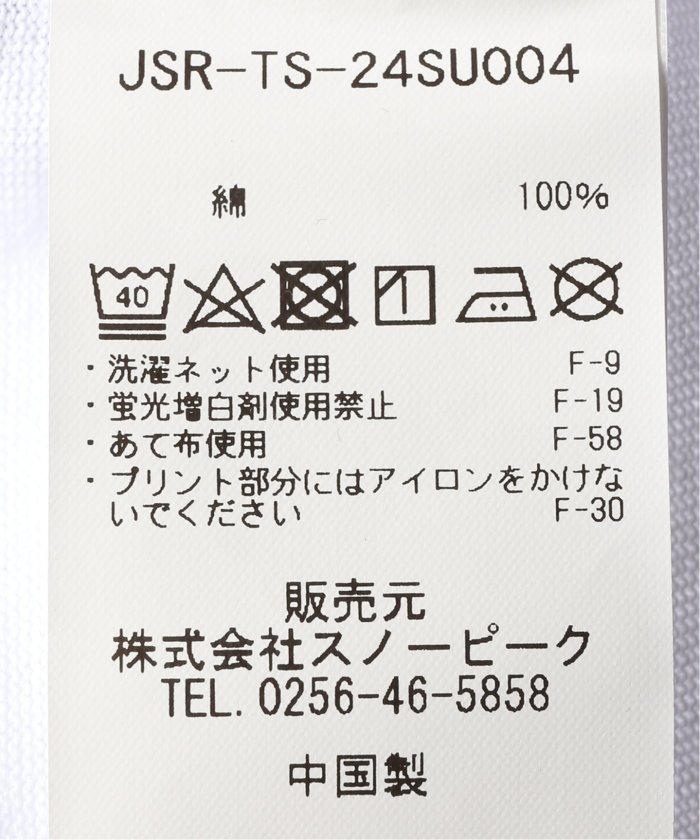 JSR-TS-24SU004
綿 100%
40
・洗濯ネット使用 F-9
・蛍光増白剤使用禁止 F-19
・あて布使用 F-58
・プリント部分にはアイロンをかけな
いでください F-30
販売元
株式会社スノーピーク
TEL. 0256-46-5858
中国製